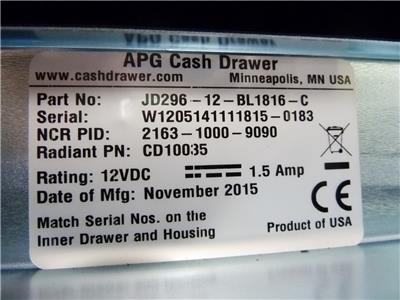 APG Cash Drawer
www.cashdrawer.com Minneapolis, MN USA
Part No: JD296-12-BL1816-C
Serial: W1205141111815-0183
NCR PID: 2163-1000-9090
Radiant PN: CD10035
Rating: 12VDC 1.5 Amp
Date of Mfg: November 2015
Match Serial Nos. on the
Inner Drawer and Housing
CE
Product of USA